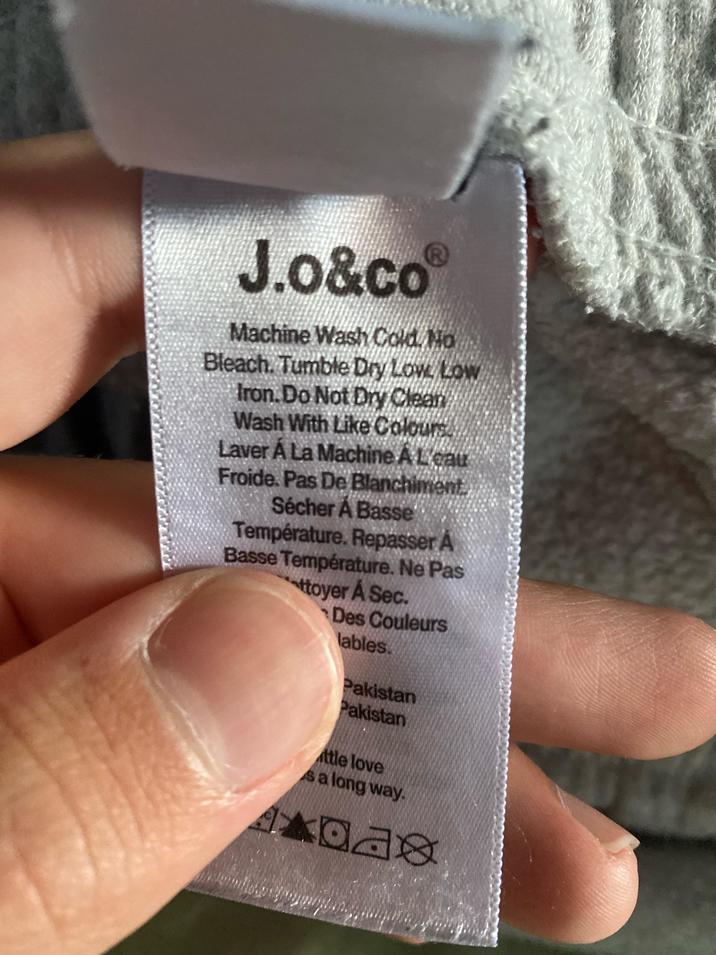 J.o&co®
Machine Wash Cold. No
Bleach. Tumble Dry Low. Low
Iron. Do Not Dry Clean
Wash With Like Colours.
Laver Á La Machine Á L'eau
Froide. Pas De Blanchiment.
Sécher Á Basse
Température. Repasser Á
Basse Température. Ne Pas
Á Sec.
Des Couleurs
Pakistan
Pakistan
love
a long way.